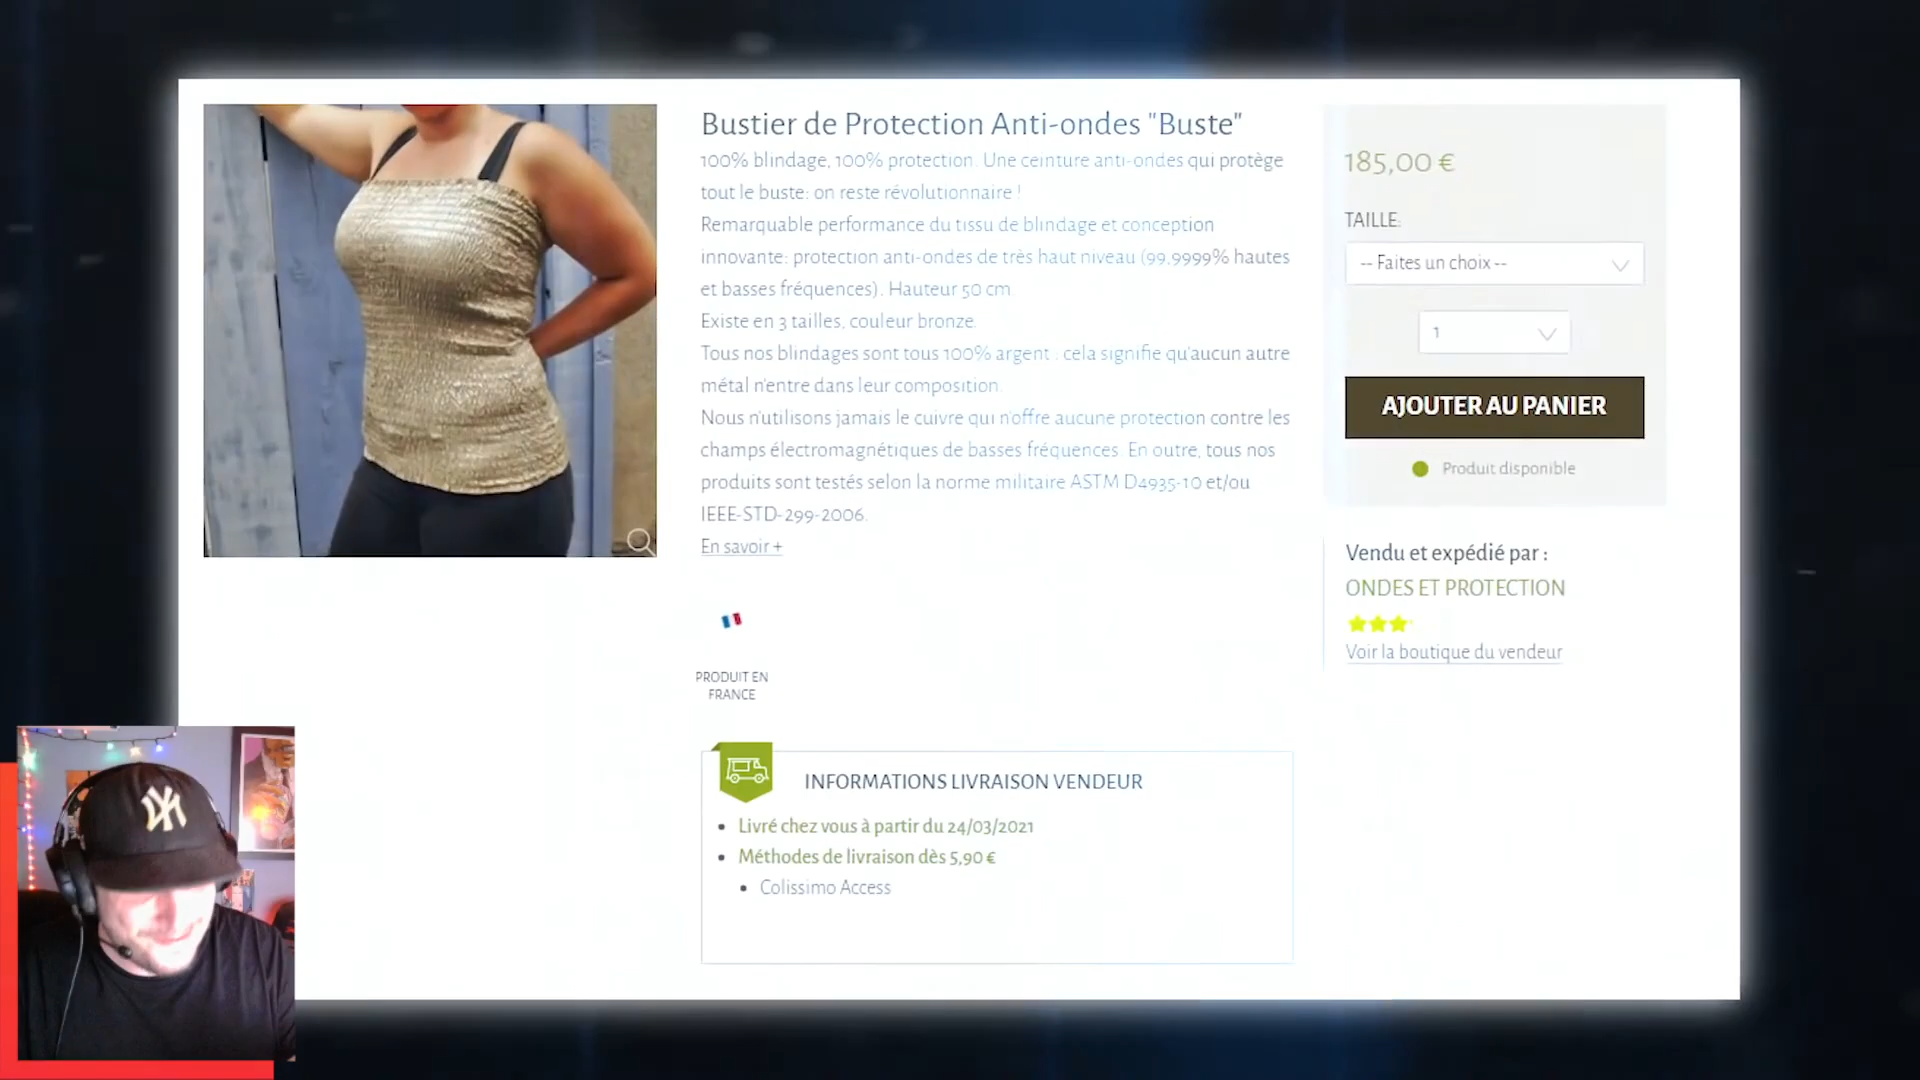 Bustier de Protection Anti-ondes "Buste"
100% blindage, 100% protection. Une ceinture anti-ondes qui protège
tout le buste: on reste révolutionnaire !
Remarquable performance du tissu de blindage et conception
innovante: protection anti-ondes de très haut niveau (99,9999% hautes
et basses fréquences). Hauteur 50 cm.
Existe en 3 tailles, couleur bronze.
Tous nos blindages sont tous 100% argent : cela signifie qu'aucun autre
métal n'entre dans leur composition.
Nous n'utilisons jamais le cuivre qui n'offre aucune protection contre les
champs électromagnétiques de basses fréquences. En outre, tous nos
produits sont testés selon la norme militaire ASTM D4935-10 et/ou
IEEE-STD-299-2006.
En savoir +
PRODUIT EN
FRANCE
INFORMATIONS LIVRAISON VENDEUR
Livré chez vous à partir du 24/03/2021
Méthodes de livraison dès 5,90 €
Colissimo Access
185,00 €
TAILLE:
-- Faites un choix --
1
AJOUTER AU PANIER
Produit disponible
Vendu et expédié par :
ONDES ET PROTECTION
Voir la boutique du vendeur
NY